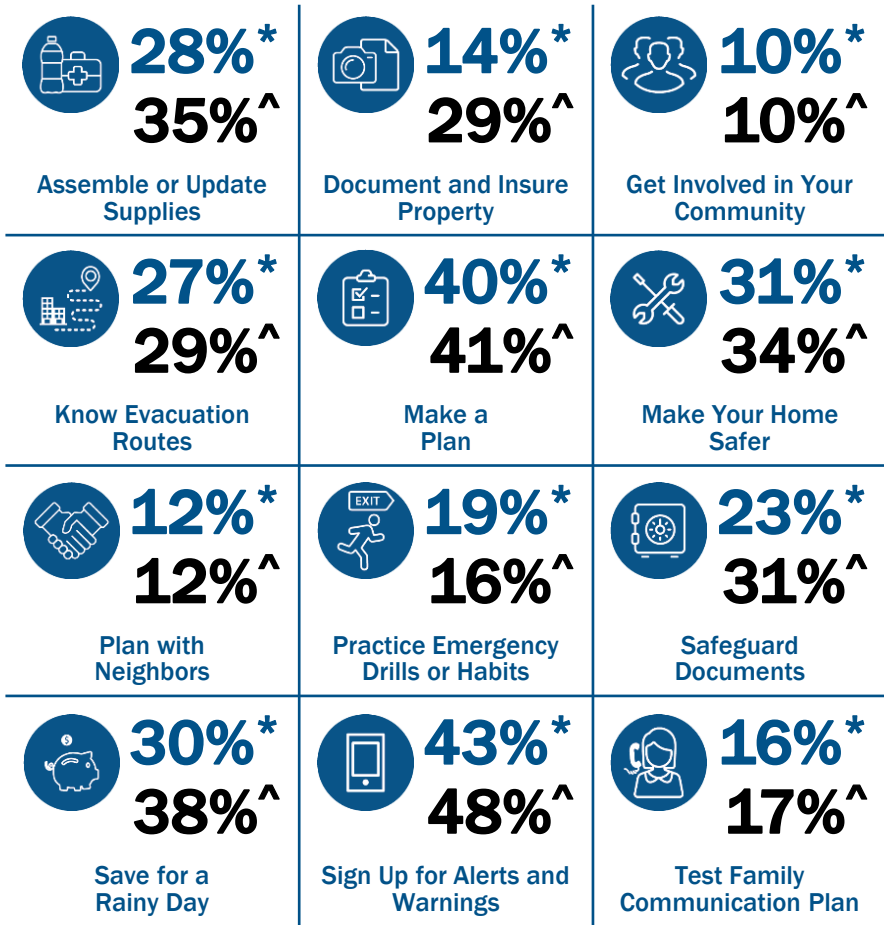 28%*
35%^
Assemble or Update
Supplies
14%*
29%^
Document and Insure
Property
10%*
10%^
Get Involved in Your
Community
27%*
29%^
Know Evacuation
Routes
40%*
41%^
Make a
Plan
31%*
34%^
Make Your Home
Safer
12%*
12%^
Plan with
Neighbors
EXIT
19%*
16%^
Practice Emergency
Drills or Habits
23%*
31%^
Safeguard
Documents
$
30%*
38%^
Save for a
Rainy Day
43%*
48%^
Sign Up for Alerts and
Warnings
16%*
17%^
Test Family
Communication Plan